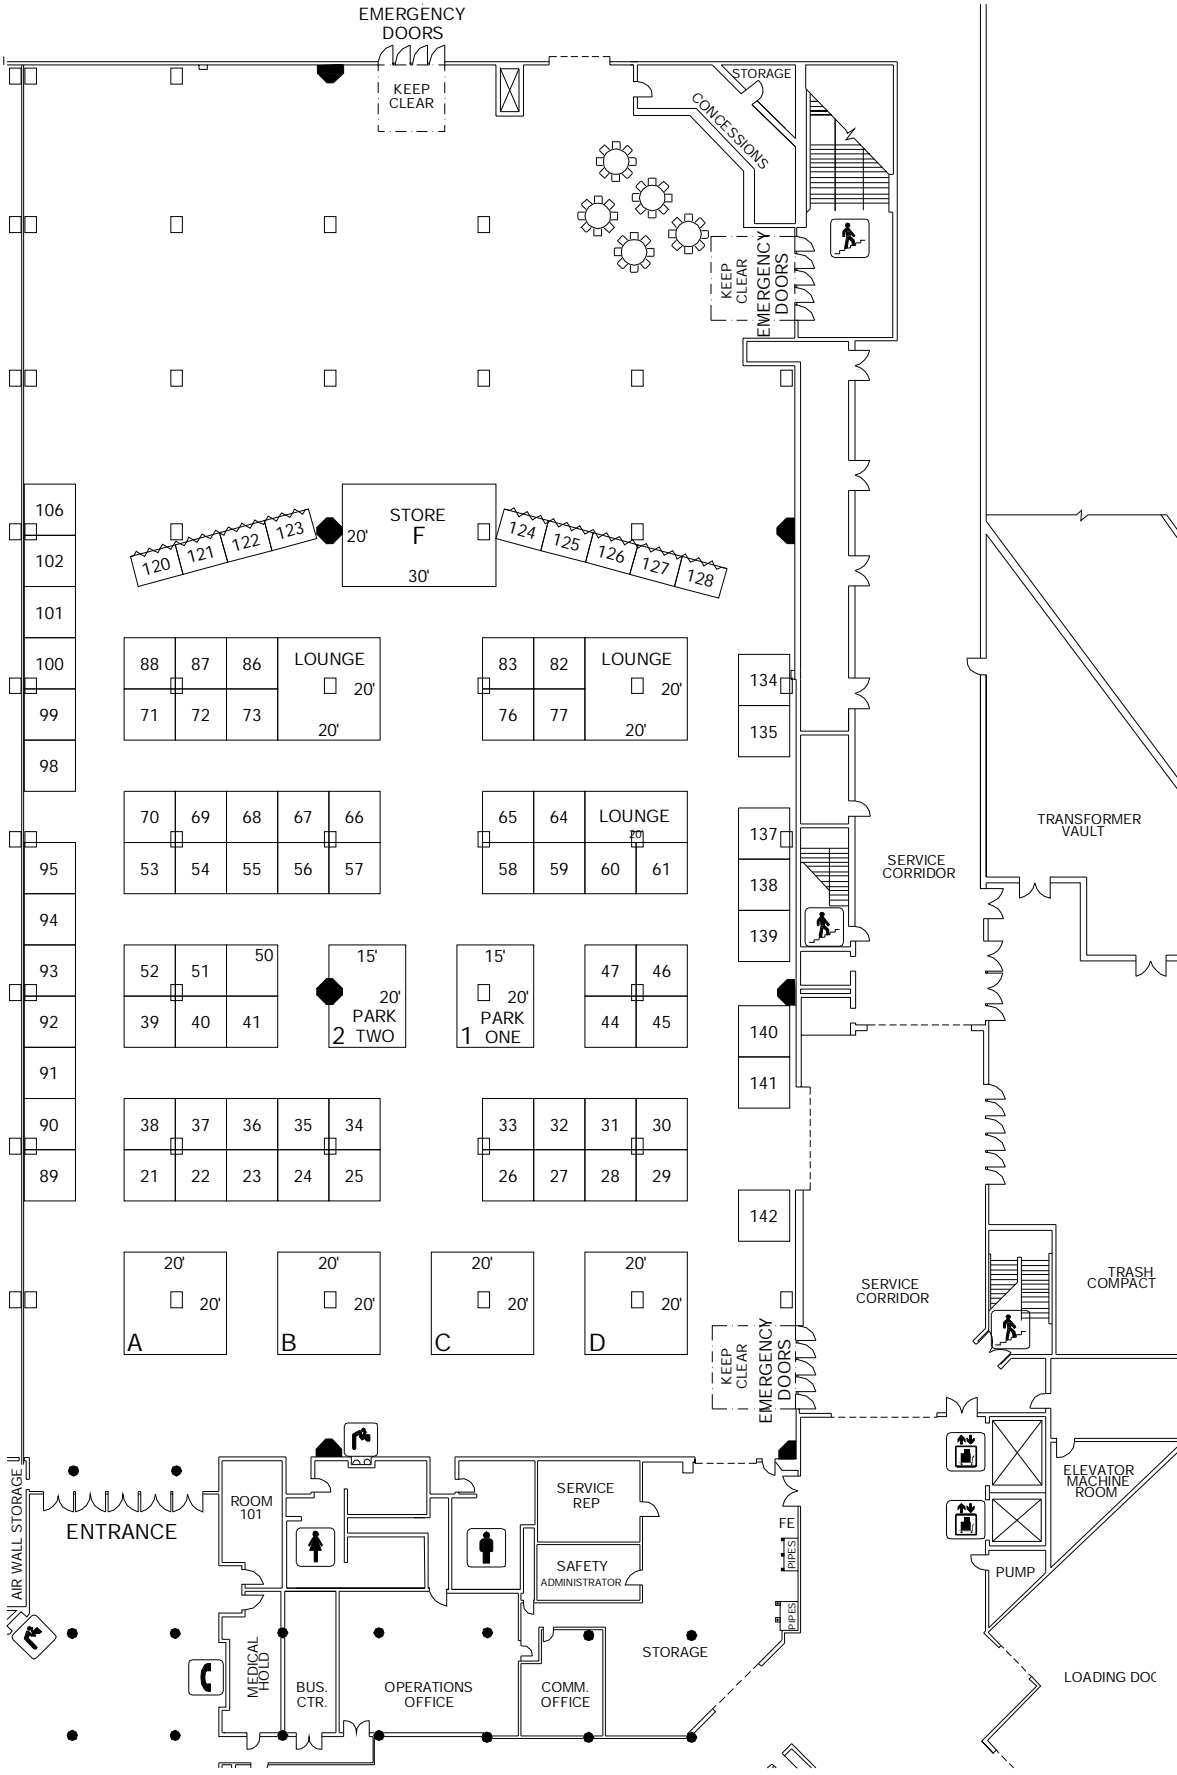 EMERGENCY
DOORS
KEEP
CLEAR
STORAGE
CONCESSIONS
KEEP
CLEAR
EMERGENCY
DOORS
106
102
101
100
99
98
95
94
93
92
91
90
89
120
121
122
123
STORE
F
20'
30'
124
125
126
127
128
88
87
86
LOUNGE
20'
71
72
73
20'
83
82
LOUNGE
20'
76
77
20'
134
135
70
69
68
67
66
53
54
55
56
57
65
64
LOUNGE
20'
58
59
60
61
137
138
139
TRANSFORMER
VAULT
SERVICE
CORRIDOR
52
51
50
39
40
41
15'
20'
PARK
2 TWO
15'
20'
PARK
1 ONE
47
46
44
45
140
141
38
37
36
35
34
21
22
23
24
25
33
32
31
30
26
27
28
29
142
20'
20'
A
20'
20'
B
20'
20'
C
20'
20'
D
SERVICE
CORRIDOR
TRASH
COMPACT
KEEP
CLEAR
EMERGENCY
DOORS
AIR WALL STORAGE
ENTRANCE
ROOM
101
SERVICE
REP
SAFETY
ADMINISTRATOR
FE
PIPES
PIPES
ELEVATOR
MACHINE
ROOM
PUMP
MEDICAL
HOLD
BUS.
CTR.
OPERATIONS
OFFICE
COMM.
OFFICE
STORAGE
LOADING DOC